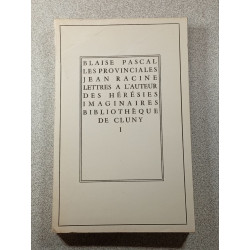 BLAISE PASCAL
LES PROVINCIALES
JEAN RACINE
LETTRES A L'AUTEUR
DES HÉRÉSIES
IMAGINAIRES
BIBLIOTHÈQUE
DE CLUNY
I